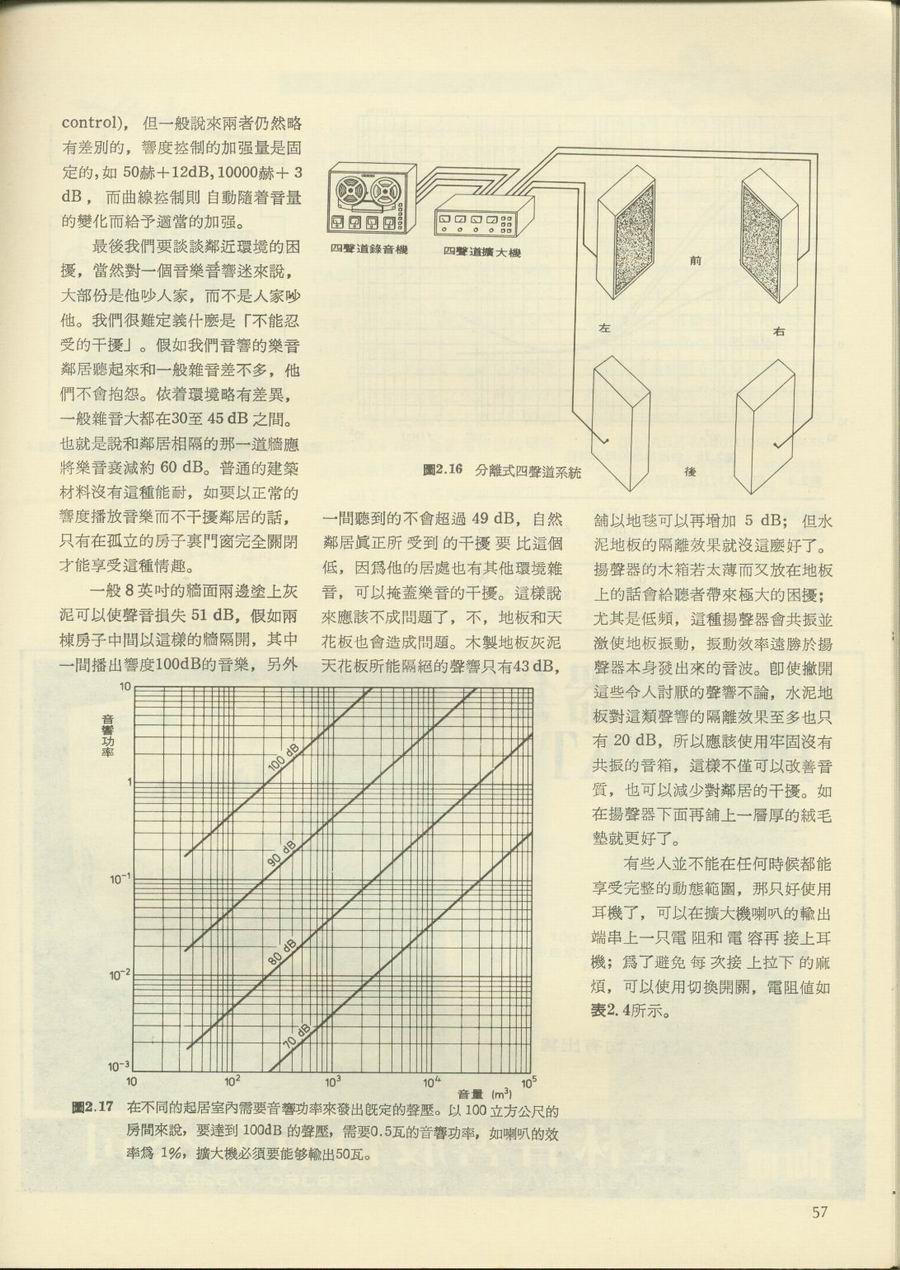 control)， 但一般說來兩者仍然略
有差別的，響度控制的加强量是固
定的，如 50赫＋12dB，10000赫＋ 3
dB ， 而曲線控制則 自動隨着音量
的變化而給予適當的加强。
最後我們要談談鄰近環境的困
擾，當然對一個音樂音響迷來說，
大部份是他吵人家，而不是人家吵
他。我們很難定義什麽是「不能忍
受的干擾」。假如我們音響的樂音
鄰居聽起來和一般雜音差不多，他
們不會抱怨。依着環境略有差異，
一般雜音大都在30至 45 dB 之間。
也就是說和鄰居相隔的那一道牆應
將樂音衰減約 60 dB。普通的建築
材料沒有這種能耐，如要以正常的
響度播放音樂而不干擾鄰居的話，
只有在孤立的房子裏門窗完全關閉
才能享受這種情趣。
一般 8 英吋的牆面兩邊塗上灰
泥可以使聲音損失 51 dB，假如兩
棟房子中間以這樣的牆隔開，其中
一間播出響度100dB的音樂，另外
四聲道錄音機
四聲道擴大機
前
左
右
後
圖2.16 分離式四聲道系統
一間聽到的不會超過 49 dB，自然
鄰居眞正所 受到 的干擾 要 比這個
低，因爲他的居處也有其他環境雜
音，可以掩蓋樂音的干擾。這樣說
來應該不成問題了，不，地板和天
花板也會造成問題。木製地板灰泥
天花板所能隔絕的聲響只有43 dB，
舖以地毯可以再增加 5 dB；但水
泥地板的隔離效果就沒這麽好了。
揚聲器的木箱若太薄而又放在地板
上的話會給聽者帶來極大的困擾；
尤其是低頻，這種揚聲器會共振並
激使地板振動，振動效率遠勝於揚
聲器本身發出來的音波。卽使撇開
這些令人討厭的聲響不論，水泥地
板對這類聲響的隔離效果至多也只
有 20 dB，所以應該使用牢固沒有
共振的音箱，這樣不僅可以改善音
質，也可以減少對鄰居的干擾。如
在揚聲器下面再舖上一層厚的絨毛
墊就更好了。
有些人並不能在任何時候都能
享受完整的動態範圍，那只好使用
耳機了，可以在擴大機喇叭的輸出
端串上一只電 阻和 電 容再 接上耳
機；爲了避免 每 次接 上拉下 的麻
煩，可以使用切換開關，電阻値如
表2.4所示。
音響功率
10
1
10⁻¹
10⁻²
10⁻³
100 dB
90 dB
80 dB
70 dB
10 10² 10³ 10⁴ 10⁵
音量 (m³)
圖2.17 在不同的起居室內需要音響功率來發出旣定的聲壓。以 100 立方公尺的
房間來說，要達到 100dB 的聲壓，需要0.5瓦的音響功率，如喇叭的效
率爲 1%，擴大機必須要能够輸出50瓦。
57